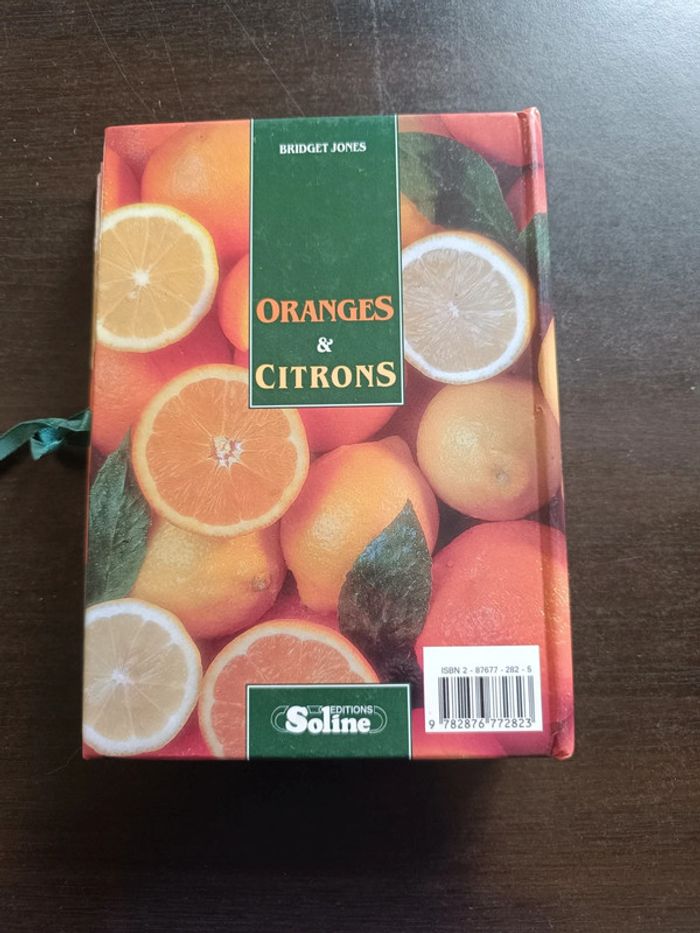 BRIDGET JONES
ORANGES
&
CITRONS
ISBN 2 - 87677 - 282 - 5
9 782876 772823
EDITIONS
Soline